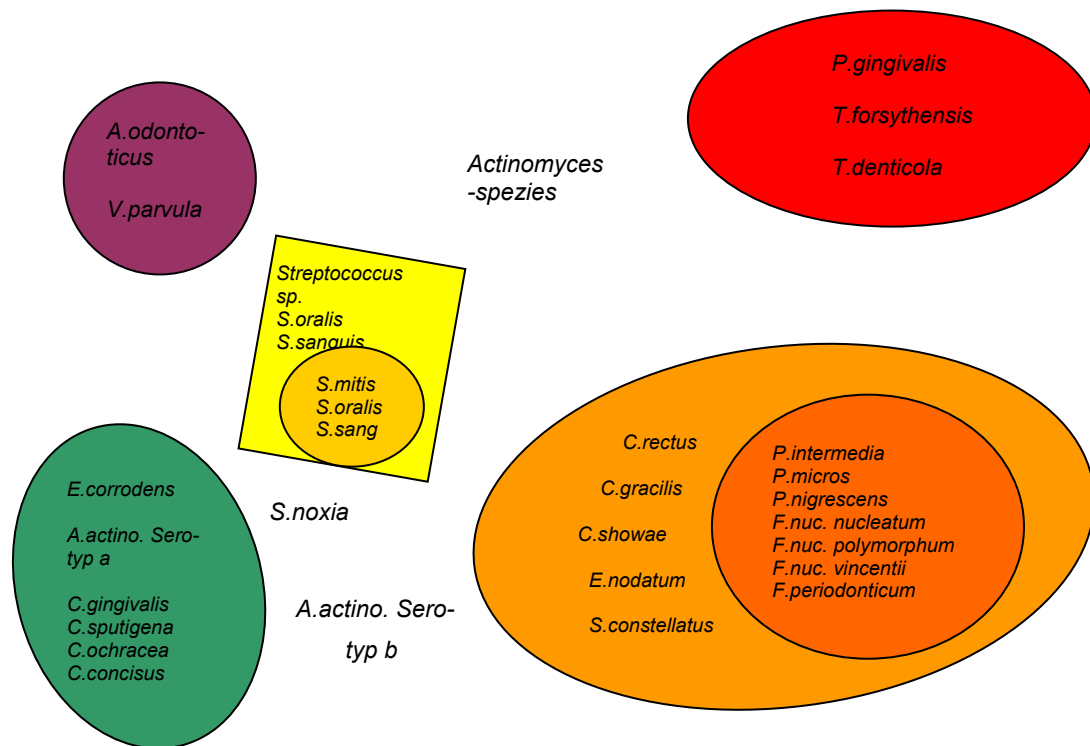 P.gingivalis
T.forsythensis
T.denticola
A.odonto-
ticus
V.parvula
Actinomyces
-spezies
Streptococcus
sp.
S.oralis
S.sanguis
S.mitis
S.oralis
S.sang
E.corrodens
A.actino. Sero-
typ a
C.gingivalis
C.sputigena
C.ochracea
C.concisus
S.noxia
A.actino. Sero-
typ b
C.rectus
C.gracilis
C.showae
E.nodatum
S.constellatus
P.intermedia
P.micros
P.nigrescens
F.nuc. nucleatum
F.nuc. polymorphum
F.nuc. vincentii
F.periodonticum